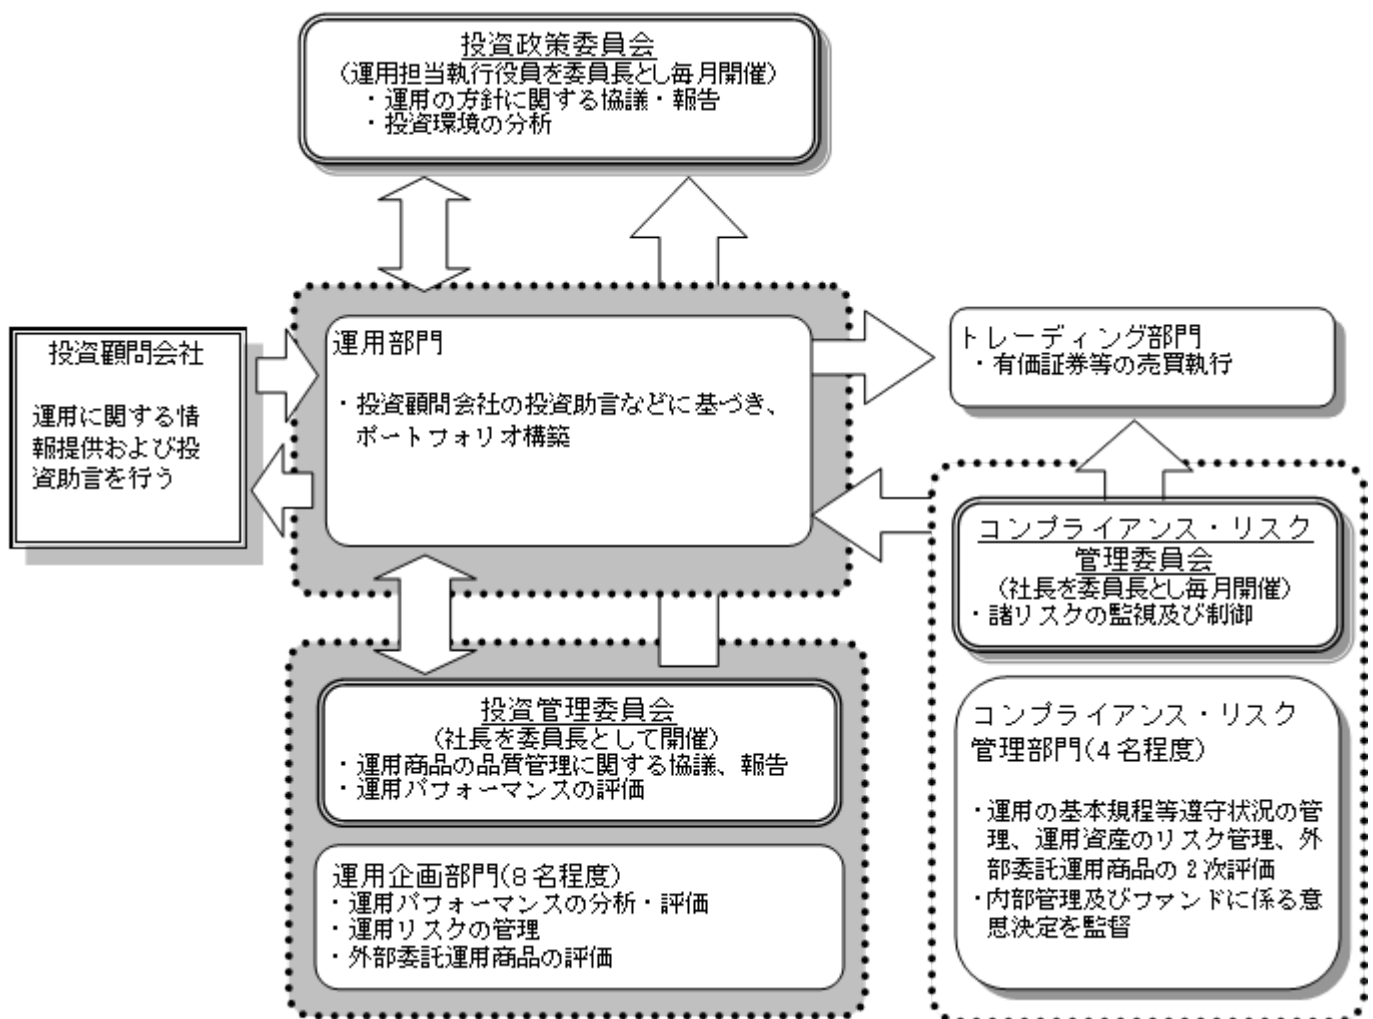 投資政策委員会
(運用担当執行役員を委員長とし毎月開催)
・運用の方針に関する協議・報告
・投資環境の分析
投資顧問会社
運用に関する情
報提供および投
資助言を行う
運用部門
・投資顧問会社の投資助言などに基づき、
ポートフォリオ構築
トレーディング部門
・有価証券等の売買執行
コンプライアンス・リスク
管理委員会
(社長を委員長とし毎月開催)
・諸リスクの監視及び制御
投資管理委員会
(社長を委員長として開催)
・運用商品の品質管理に関する協議、報告
・運用パフォーマンスの評価
運用企画部門(8名程度)
・運用パフォーマンスの分析・評価
・運用リスクの管理
・外部委託運用商品の評価
コンプライアンス・リスク
管理部門(4名程度)
・運用の基本規程等遵守状況の管
理、運用資産のリスク管理、外
部委託運用商品の2次評価
・内部管理及びファンドに係る意
思決定を監督